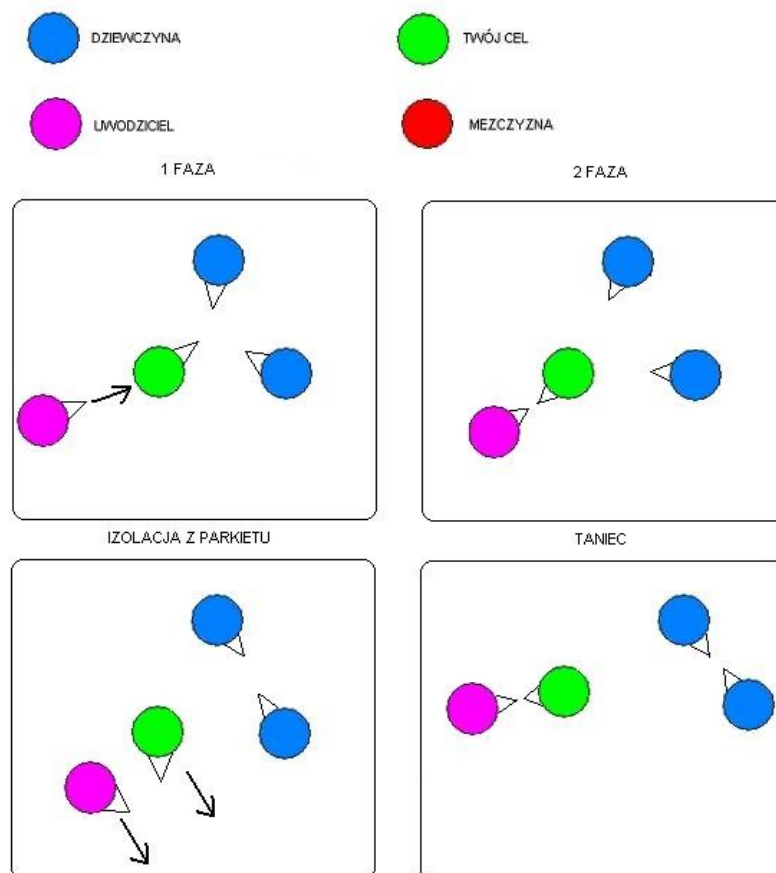 DZIEWCZYNA
TWÓJ CEL
UWODZICIEL
MEZCZYZNA
1 FAZA
2 FAZA
IZOLACJA Z PARKIETU
TANIEC